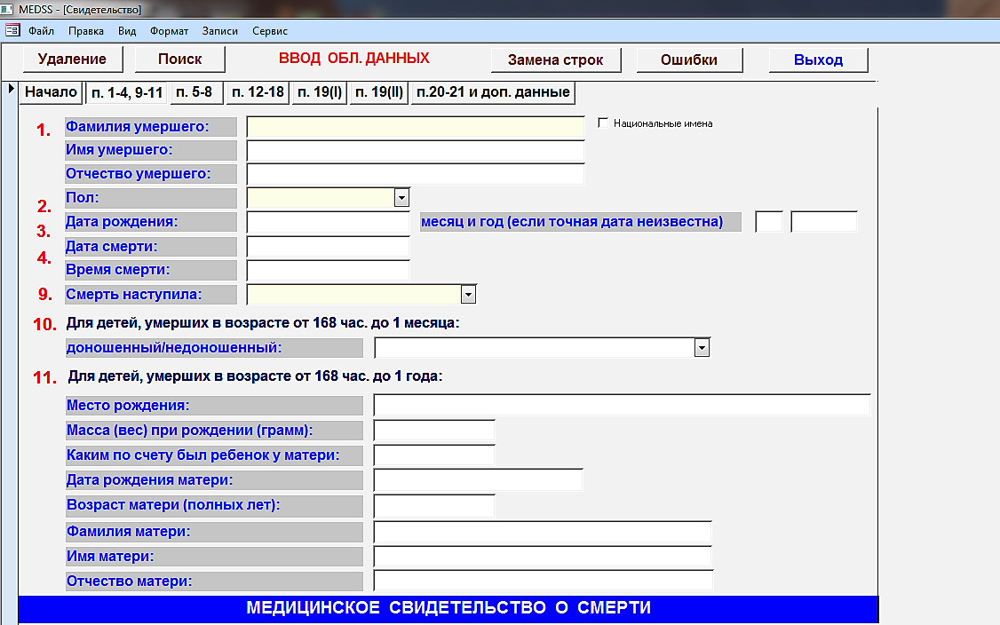 MEDSS - [Свидетельство]
Файл Правка Вид Формат Записи Сервис
Удаление Поиск ВВОД ОБЛ. ДАННЫХ Замена строк Ошибки Выход
Начало п. 1-4, 9-11 п. 5-8 п. 12-18 п. 19(I) п. 19(II) п.20-21 и доп. данные
1. Фамилия умершего: Национальные имена
Имя умершего:
Отчество умершего:
2. Пол:
3. Дата рождения: месяц и год (если точная дата неизвестна)
4. Дата смерти:
Время смерти:
9. Смерть наступила:
10. Для детей, умерших в возрасте от 168 час. до 1 месяца:
доношенный/недоношенный:
11. Для детей, умерших в возрасте от 168 час. до 1 года:
Место рождения:
Масса (вес) при рождении (грамм):
Каким по счету был ребенок у матери:
Дата рождения матери:
Возраст матери (полных лет):
Фамилия матери:
Имя матери:
Отчество матери:
МЕДИЦИНСКОЕ СВИДЕТЕЛЬСТВО О СМЕРТИ